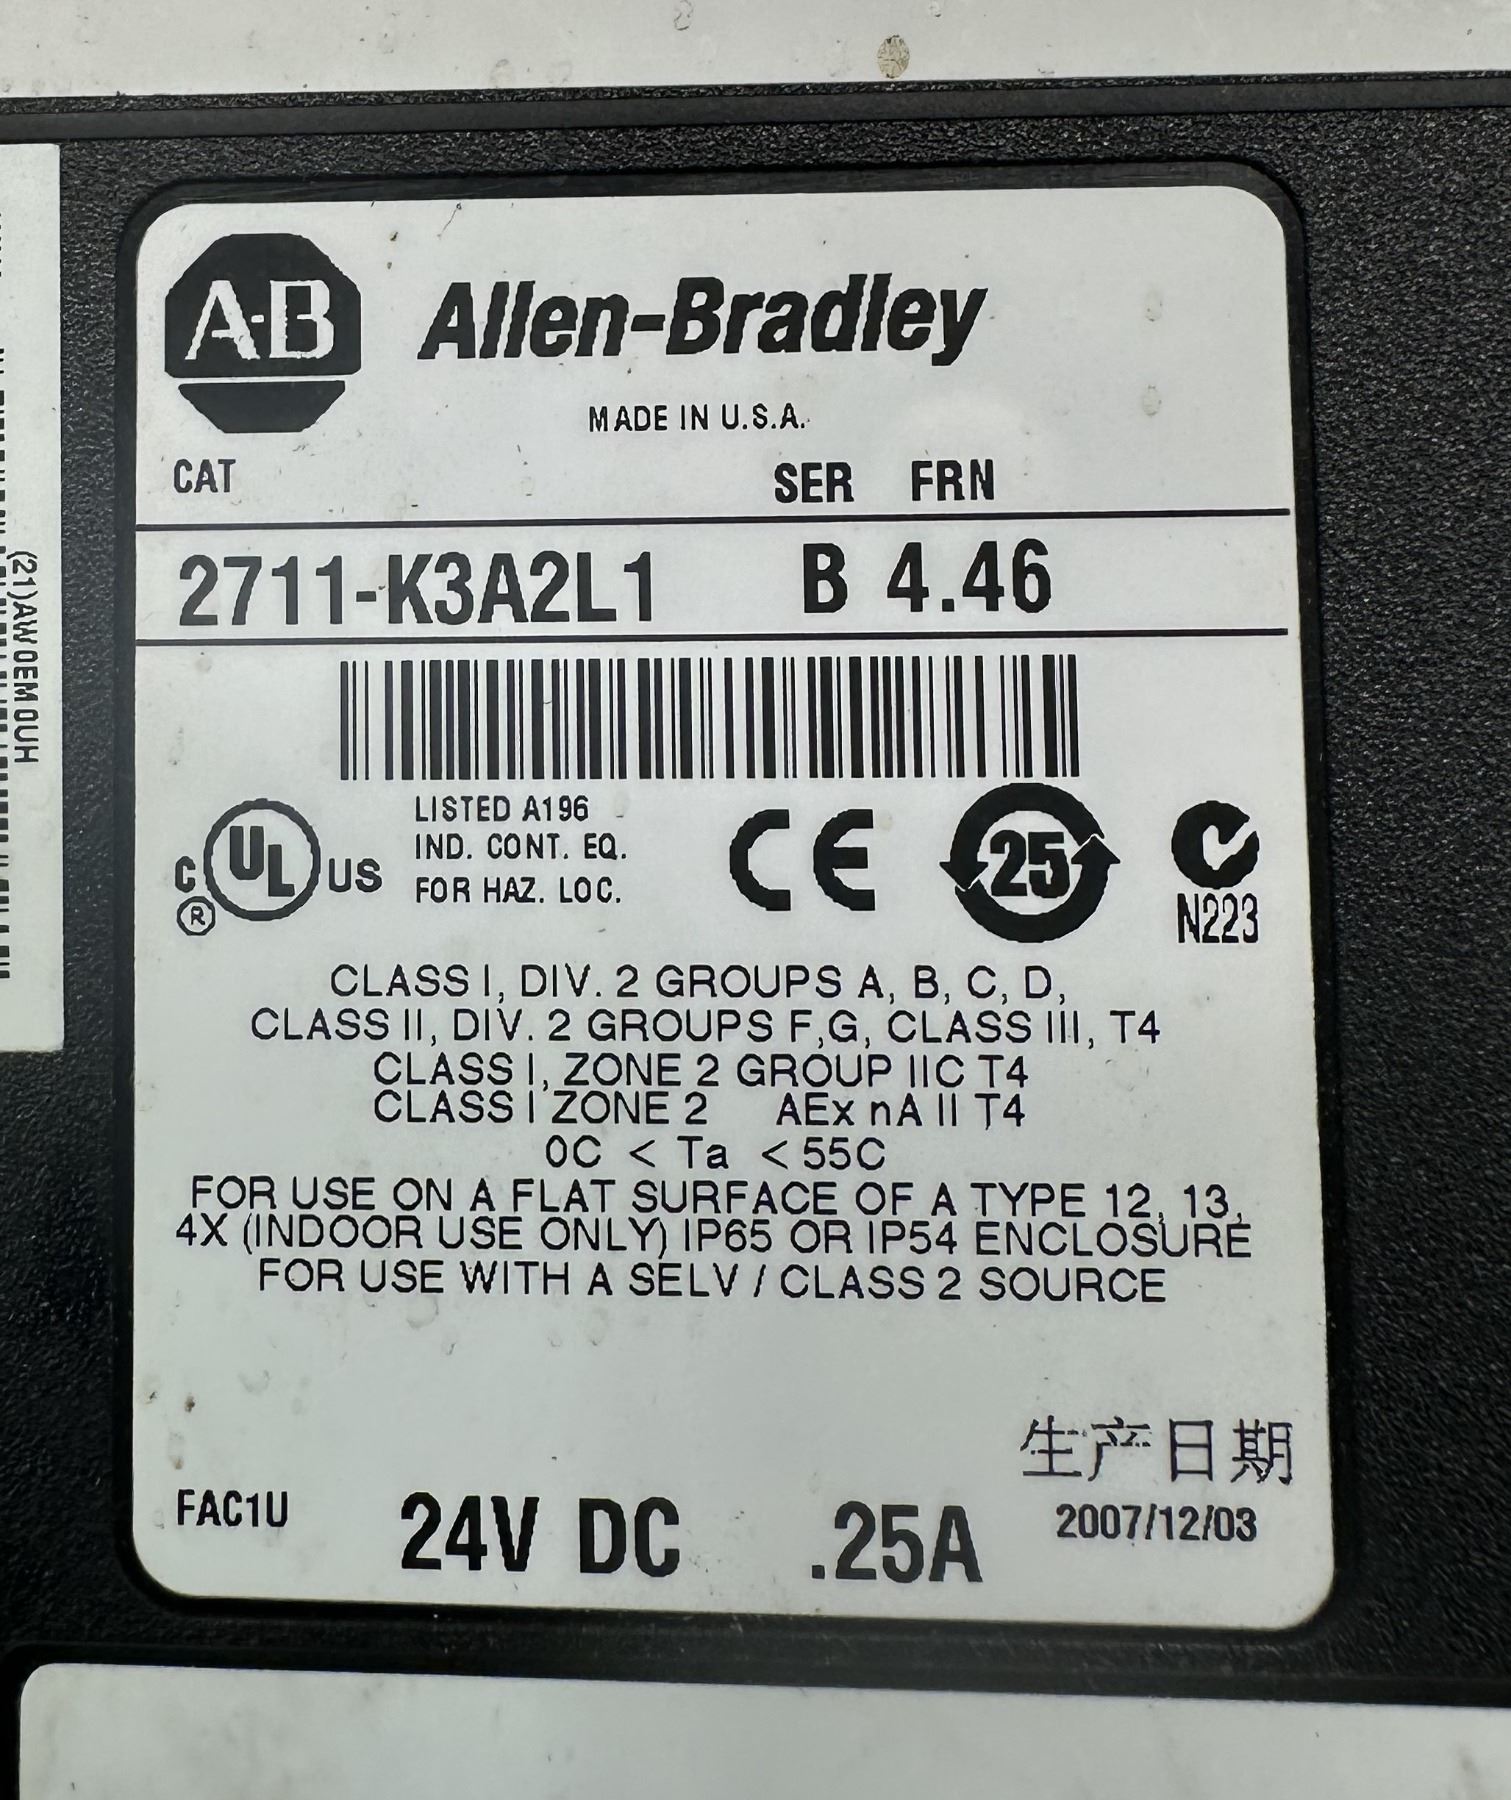 A-B Allen-Bradley
MADE IN U.S.A.
CAT SER FRN
2711-K3A2L1 B 4.46
LISTED A196
IND. CONT. EQ.
FOR HAZ. LOC.
C UL US
®
CE
25
N223
CLASS I, DIV. 2 GROUPS A, B, C, D,
CLASS II, DIV. 2 GROUPS F,G, CLASS III, T4
CLASS I, ZONE 2 GROUP IIC T4
CLASS I ZONE 2 AEx nA II T4
0C < Ta < 55C
FOR USE ON A FLAT SURFACE OF A TYPE 12, 13,
4X (INDOOR USE ONLY) IP65 OR IP54 ENCLOSURE
FOR USE WITH A SELV / CLASS 2 SOURCE
生产日期
FAC1U 24V DC .25A 2007/12/03
(21)AW0EM0UH